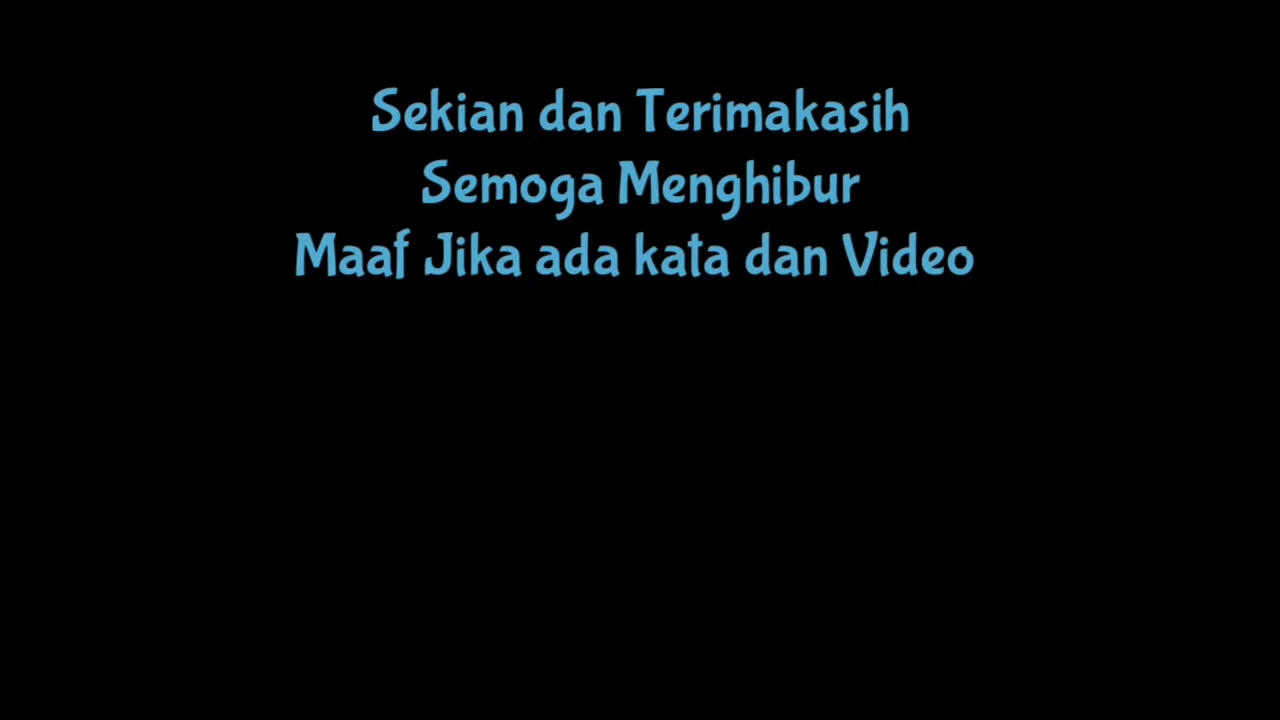 Sekian dan Terimakasih
Semoga Menghibur
Maaf Jika ada kata dan Video